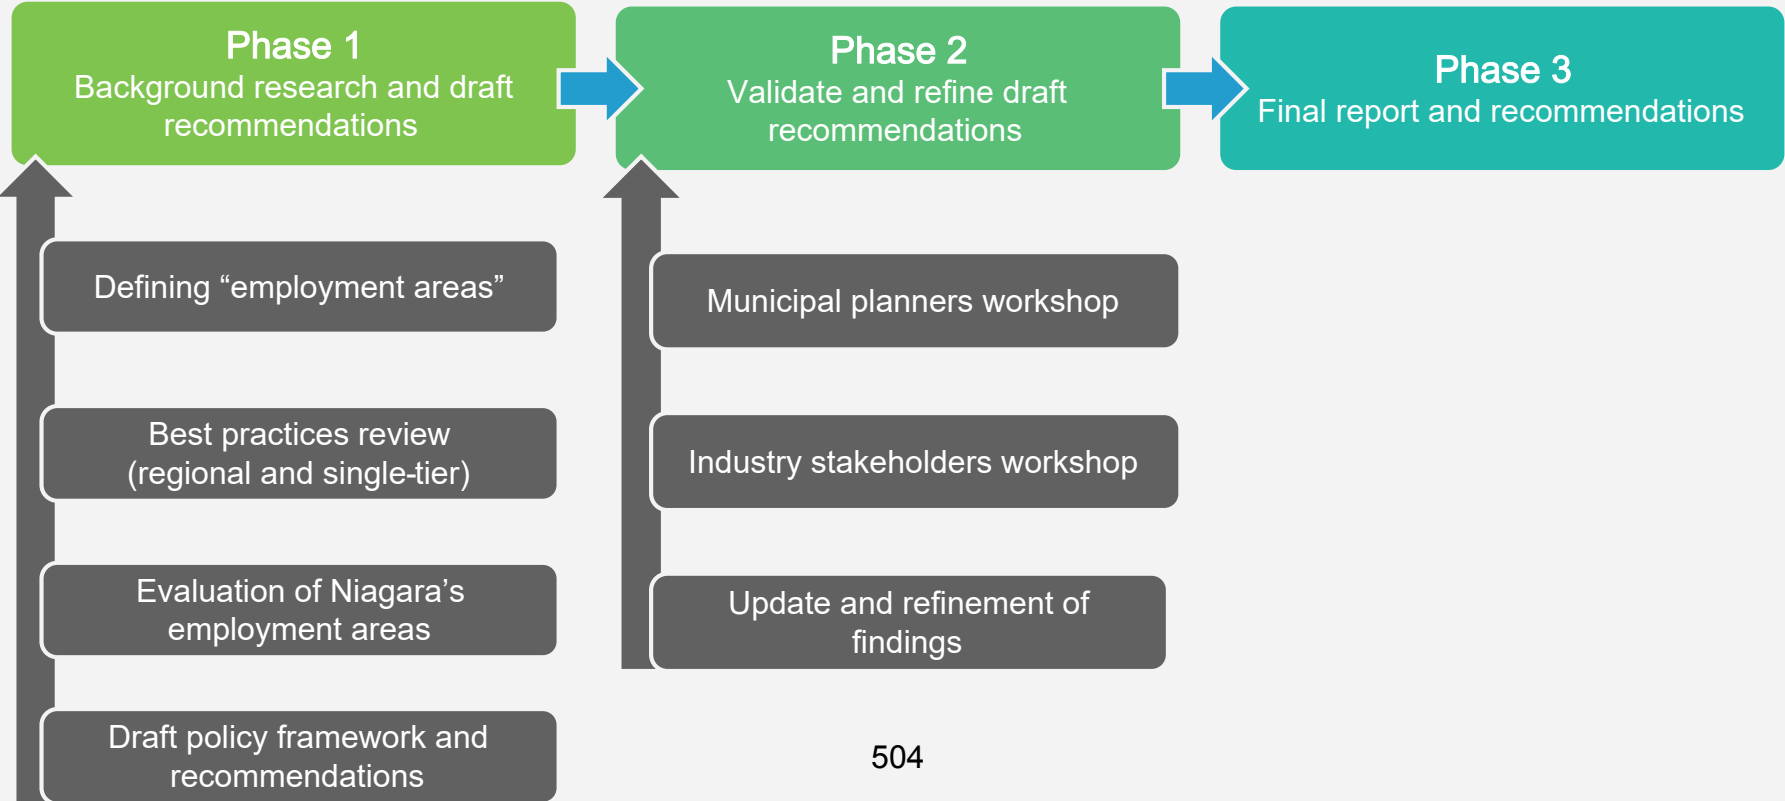 Phase 1
Background research and draft
recommendations
Phase 2
Validate and refine draft
recommendations
Phase 3
Final report and recommendations
Defining “employment areas”
Best practices review
(regional and single-tier)
Evaluation of Niagara’s
employment areas
Draft policy framework and
recommendations
Municipal planners workshop
Industry stakeholders workshop
Update and refinement of
findings
504